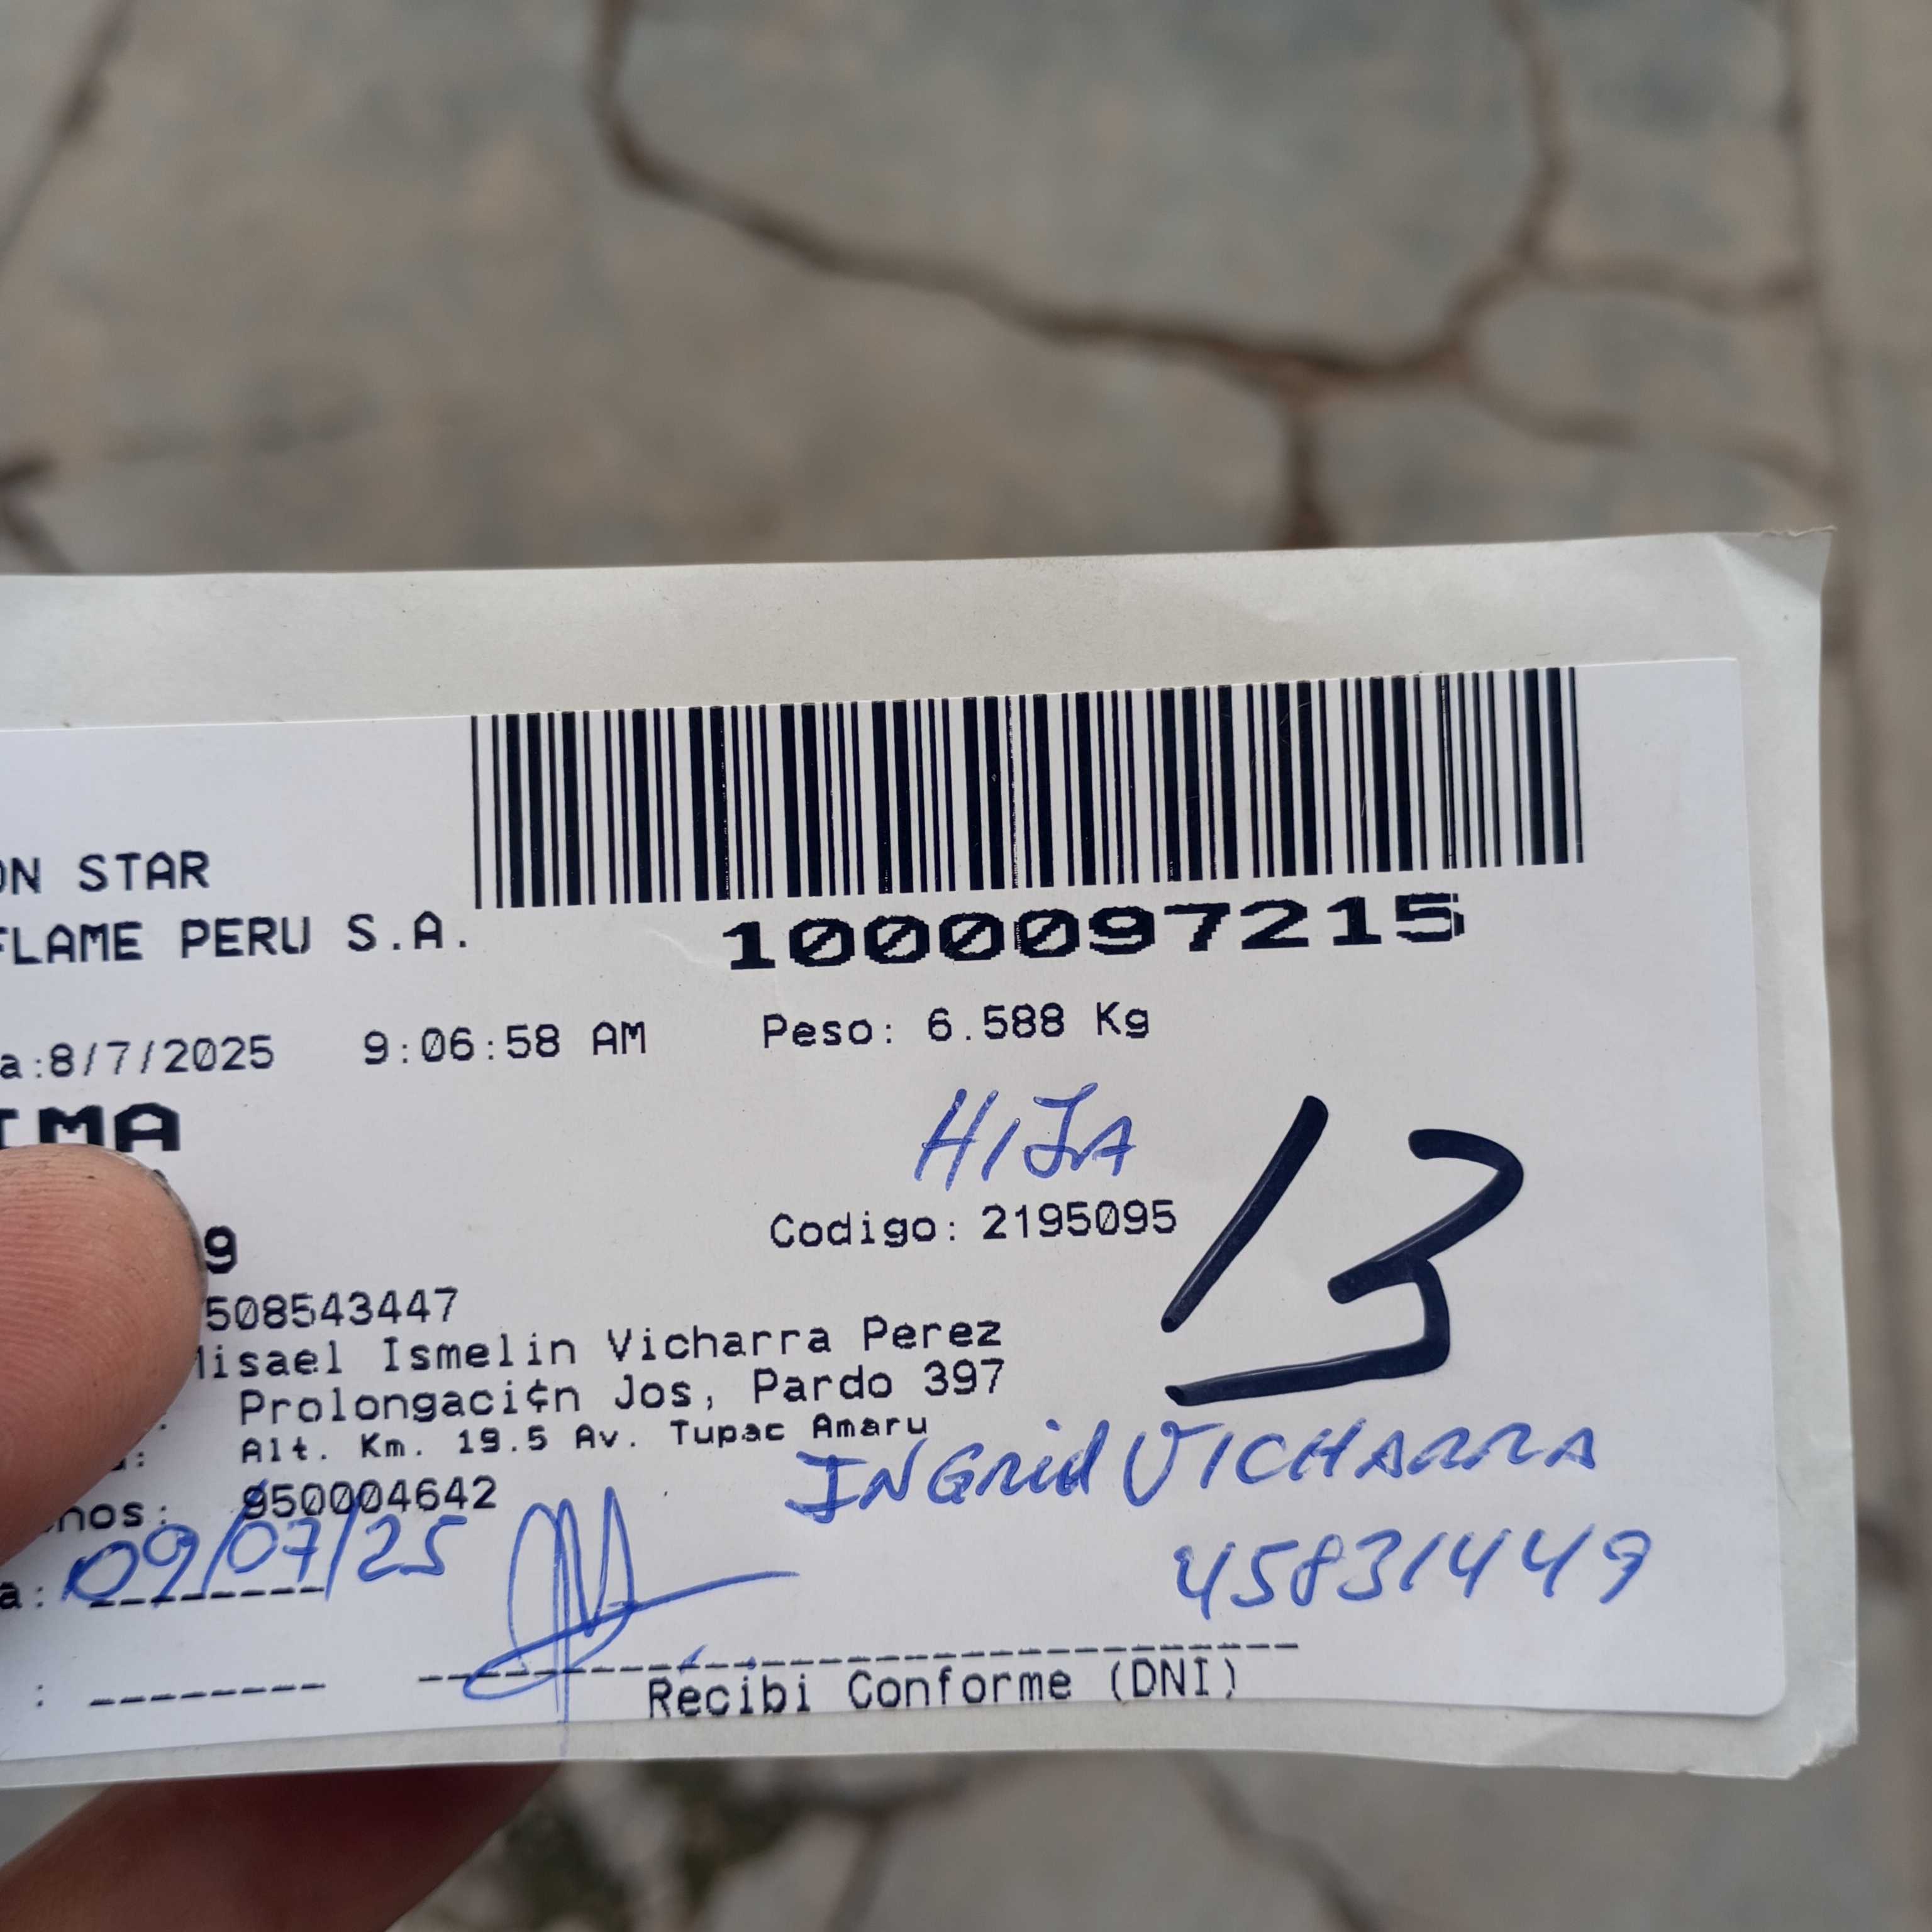 ON STAR
FLAME PERU S.A.
1000097215
a:8/7/2025 9:06:58 AM Peso: 6.588 Kg
IMA
HIJA
13
9
Codigo: 2195095
508543447
Misael Ismelin Vicharra Perez
Prolongaci¢n Jos, Pardo 397
a: Alt. Km. 19.5 Av. Tupac Amaru
INGRid VICHARRA
nos: 950004642
a: 09/07/25
45831449
: --------
Recibi Conforme (DNI)